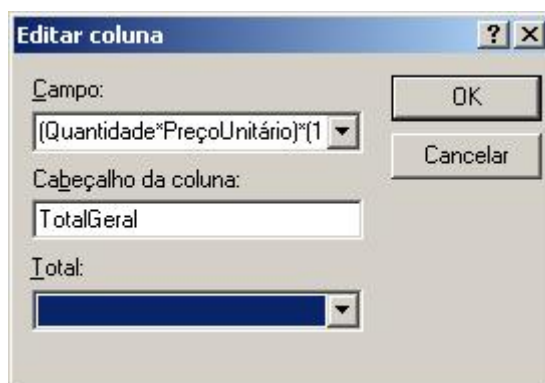 Editar coluna
Campo:
OK
(Quantidade*PreçoUnitário)*(1
Cancelar
Cabeçalho da coluna:
TotalGeral
Total: